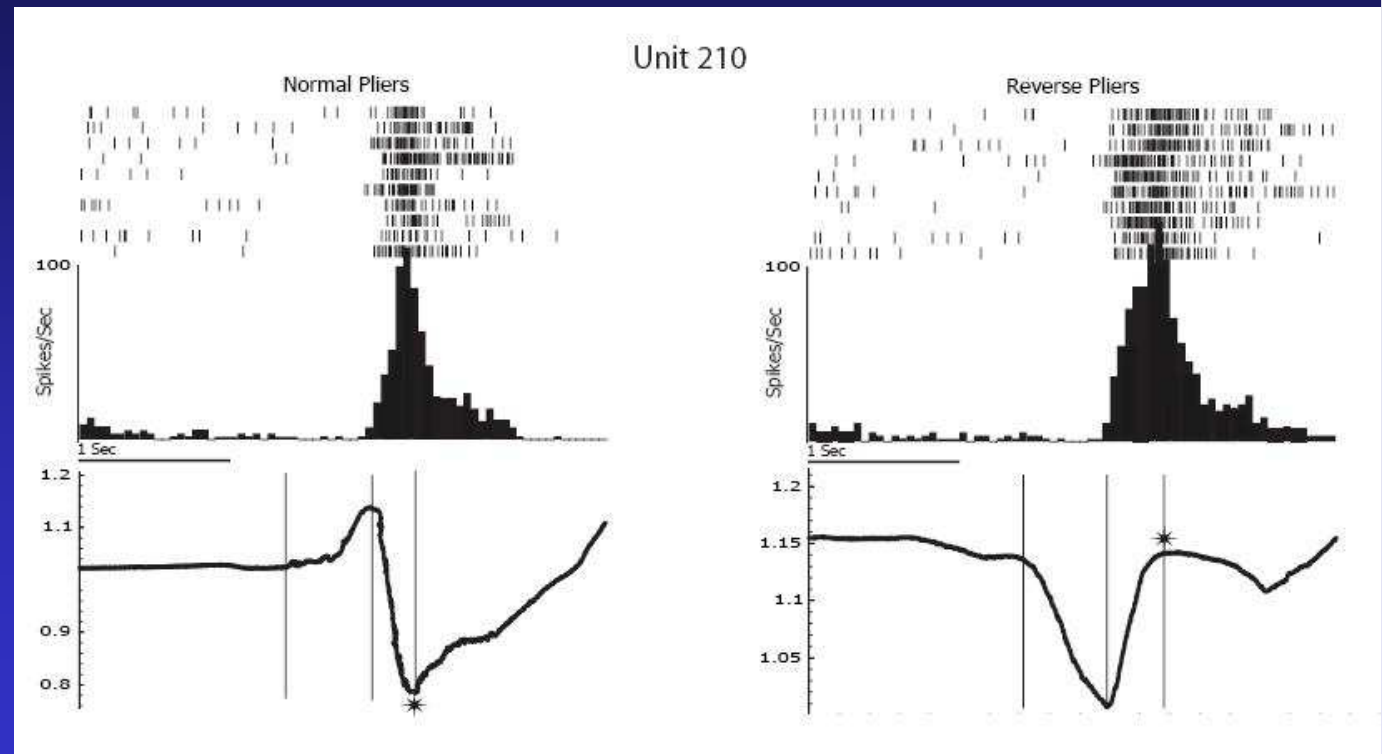 Unit 210
Normal Pliers
100
Spikes/Sec
1 Sec
1.2
1.1
0.9
0.8
Reverse Pliers
100
Spikes/Sec
1 Sec
1.2
1.15
1.1
1.05